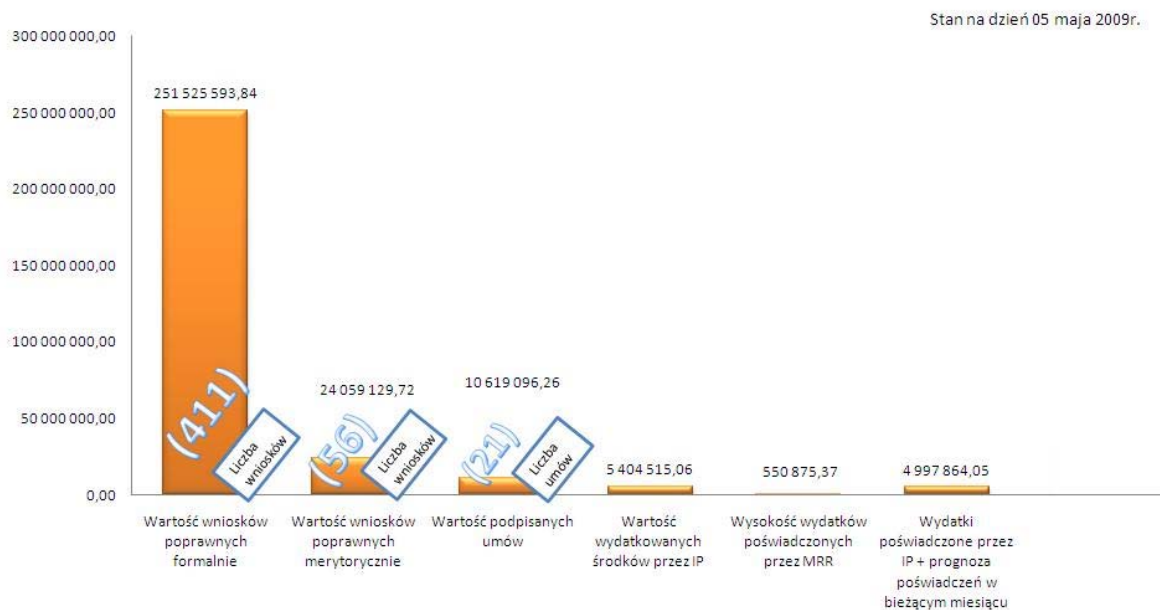 Stan na dzień 05 maja 2009r.
300 000 000,00
250 000 000,00
200 000 000,00
150 000 000,00
100 000 000,00
50 000 000,00
0,00
251 525 593,84
24 059 129,72
10 619 096,26
5 404 515,06
550 875,37
4 997 864,05
(411)
Liczba
wniosków
(56)
Liczba
wniosków
(21)
Liczba
umów
Wartość wniosków
poprawnych
formalnie
Wartość wniosków
poprawnych
merytorycznie
Wartość podpisanych
umów
Wartość
wydatkowanych
środków przez IP
Wysokość wydatków
poświadczonych
przez MRR
Wydatki
poświadczone przez
IP + prognoza
poświadczeń w
bieżącym miesiącu